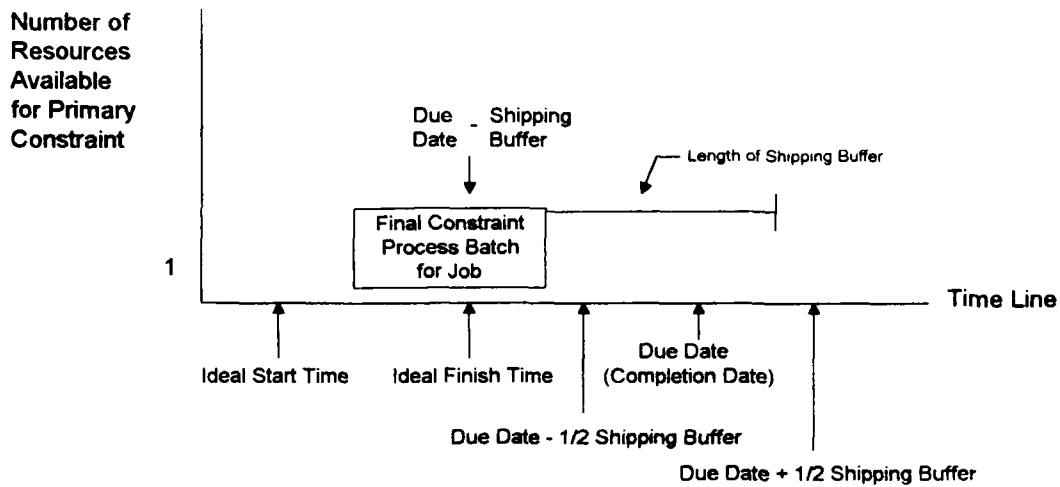 Number of
Resources
Available
for Primary
Constraint
Due - Shipping
Date Buffer
Length of Shipping Buffer
Final Constraint
Process Batch
for Job
1
Time Line
Ideal Start Time
Ideal Finish Time
Due Date
(Completion Date)
Due Date - 1/2 Shipping Buffer
Due Date + 1/2 Shipping Buffer